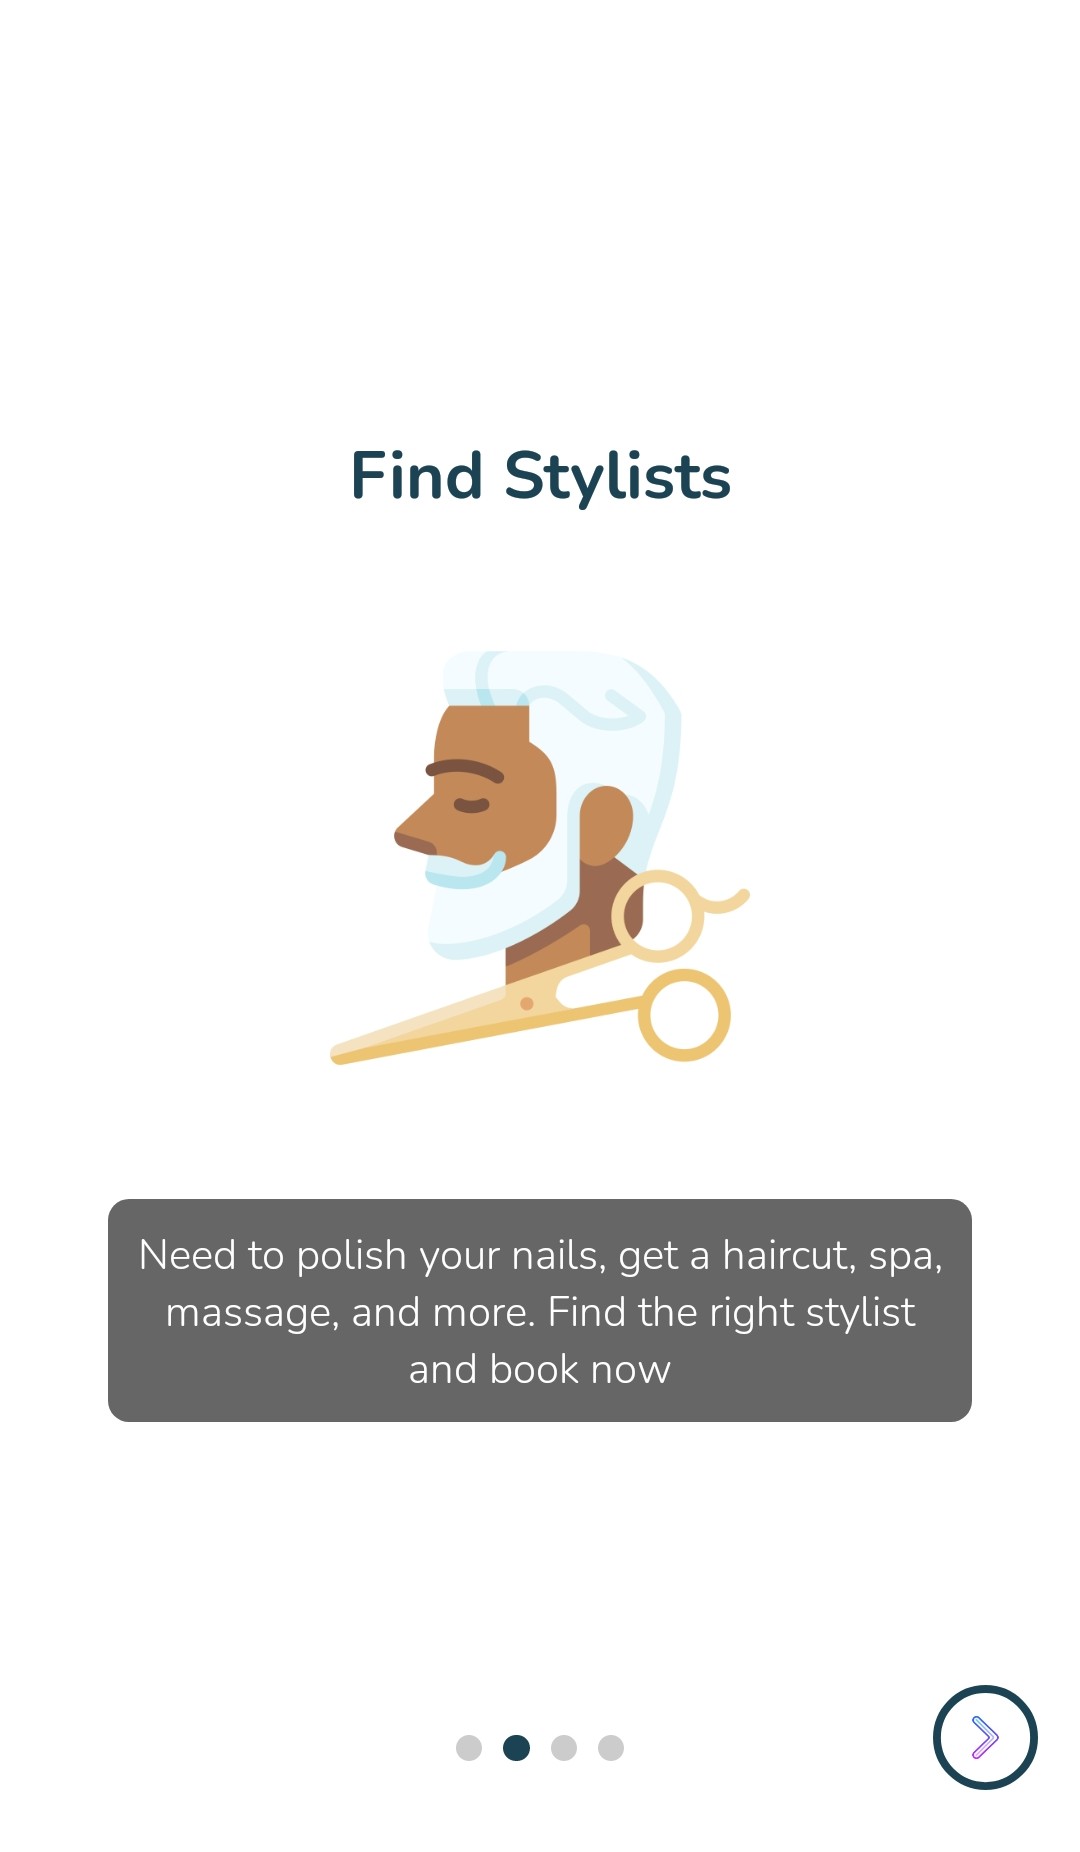 Find Stylists
Need to polish your nails, get a haircut, spa,
massage, and more. Find the right stylist
and book now